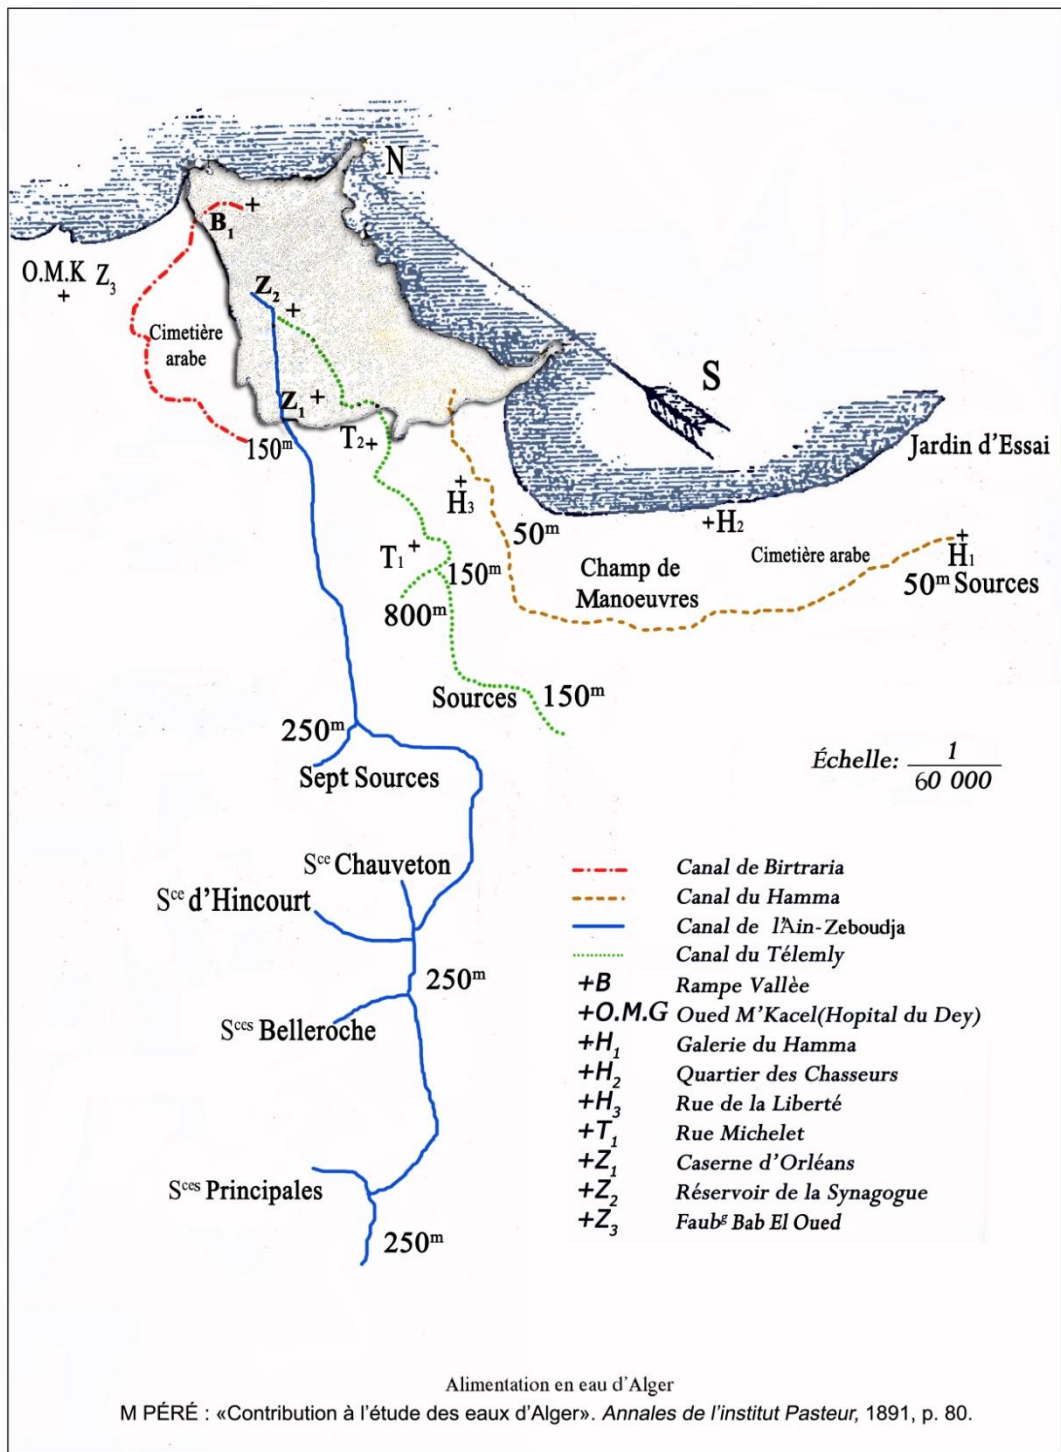 N
B₁
O.M.K Z₃
Z₂
Cimetière
arabe
S
Z₁
T₂
150ᵐ
Jardin d'Essai
H₃
50ᵐ
H₂
T₁
150ᵐ
Champ de
Manoeuvres
Cimetière arabe
H₁
50ᵐ Sources
800ᵐ
Sources
150ᵐ
250ᵐ
Sept Sources
Échelle: 1
60 000
Sᶜᵉ Chauveton
Sᶜᵉ d'Hincourt
250ᵐ
Sᶜᵉˢ Belleroche
Sᶜᵉˢ Principales
250ᵐ
Canal de Birtraria
Canal du Hamma
Canal de l'Ain-Zeboudja
Canal du Télemly
+B Rampe Vallèe
+O.M.G Oued M'Kacel(Hopital du Dey)
+H₁ Galerie du Hamma
+H₂ Quartier des Chasseurs
+H₃ Rue de la Liberté
+T₁ Rue Michelet
+Z₁ Caserne d'Orléans
+Z₂ Réservoir de la Synagogue
+Z₃ Faubᵍ Bab El Oued
Alimentation en eau d'Alger
M PÉRÉ : «Contribution à l'étude des eaux d'Alger». Annales de l'institut Pasteur, 1891, p. 80.